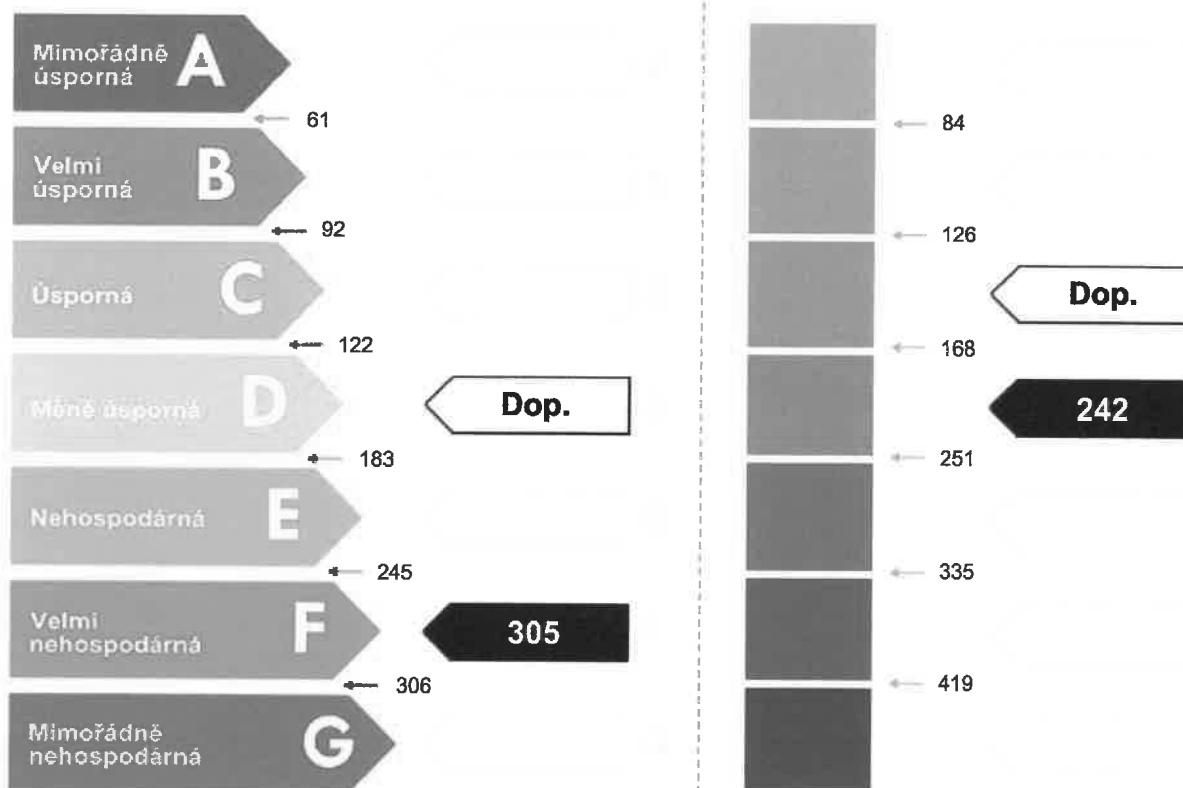 Mimořádně
úsporná
A
61
Velmi
úsporná
B
92
Úsporná
C
122
Méně úsporná
D
183
Nehospodárná
E
245
Velmi
nehospodárná
F
306
Mimořádně
nehospodárná
G
Dop.
305
84
126
168
251
335
419
Dop.
242